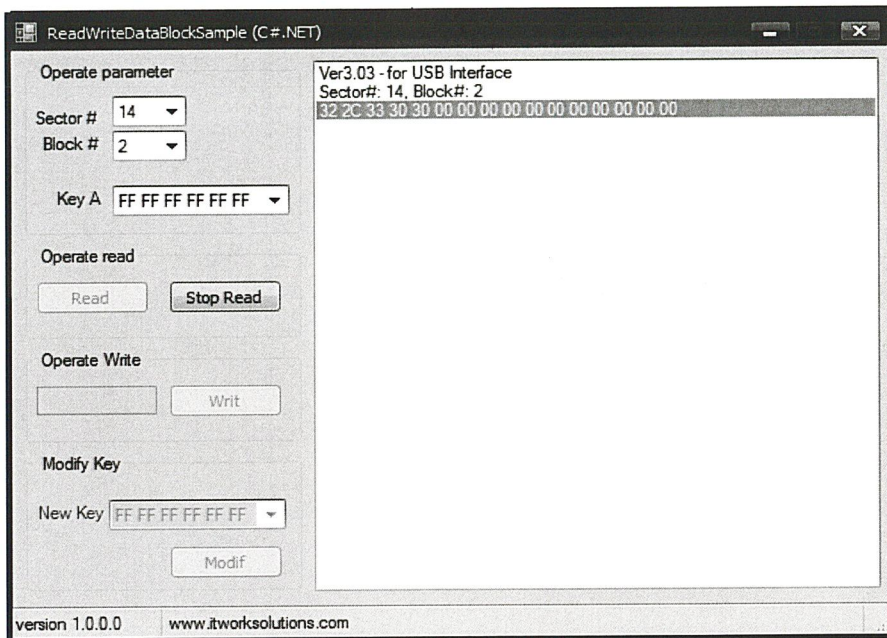 ReadWriteDataBlockSample (C#.NET)
Operate parameter
Sector # 14
Block # 2
Key A FF FF FF FF FF FF
Operate read
Read Stop Read
Operate Write
Writ
Modify Key
New Key FF FF FF FF FF FF
Modif
Ver3.03 - for USB Interface
Sector#: 14, Block#: 2
32 2C 33 30 30 00 00 00 00 00 00 00 00 00 00 00
version 1.0.0.0 www.itworksolutions.com